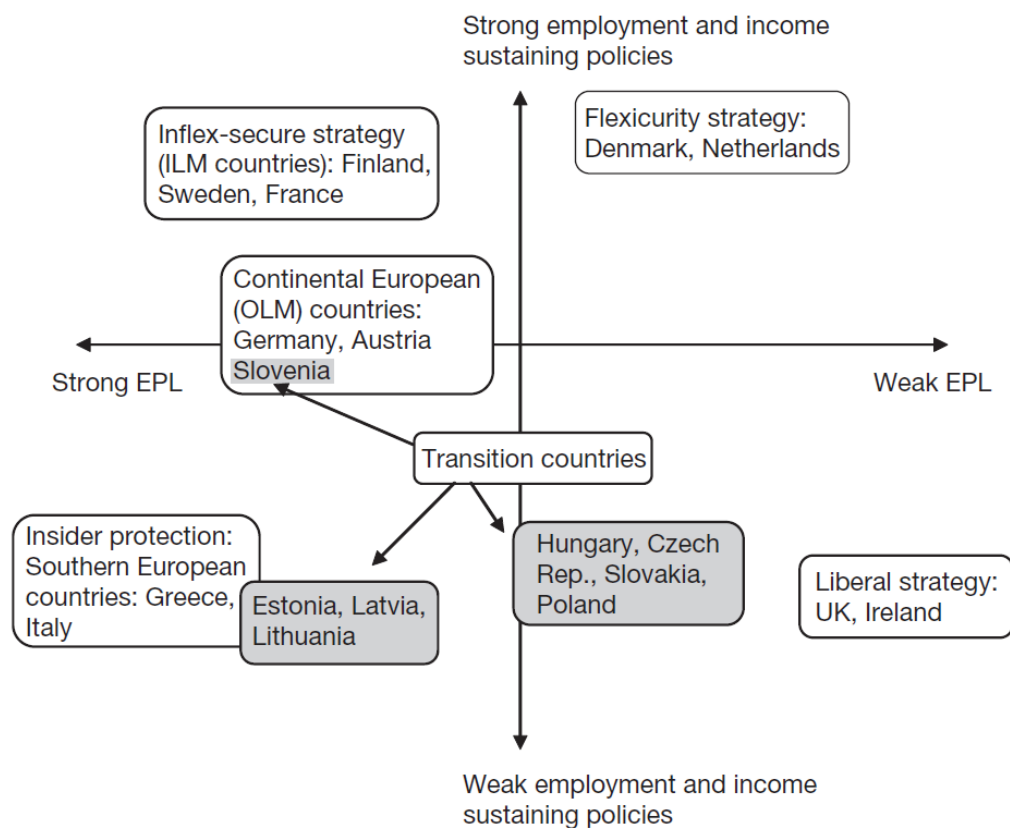 Strong employment and income
sustaining policies
Inflex-secure strategy
(ILM countries): Finland,
Sweden, France
Flexicurity strategy:
Denmark, Netherlands
Continental European
(OLM) countries:
Germany, Austria
Slovenia
Strong EPL
Weak EPL
Transition countries
Insider protection:
Southern European
countries: Greece,
Italy
Estonia, Latvia,
Lithuania
Hungary, Czech
Rep., Slovakia,
Poland
Liberal strategy:
UK, Ireland
Weak employment and income
sustaining policies